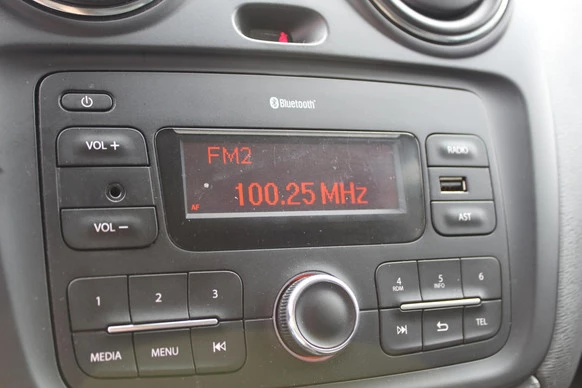 Bluetooth
VOL +
FM2
RADIO
100.25 MHz
AF
VOL −
AST
1 2 3
4 RDM 5 INFO 6
MEDIA MENU
TEL